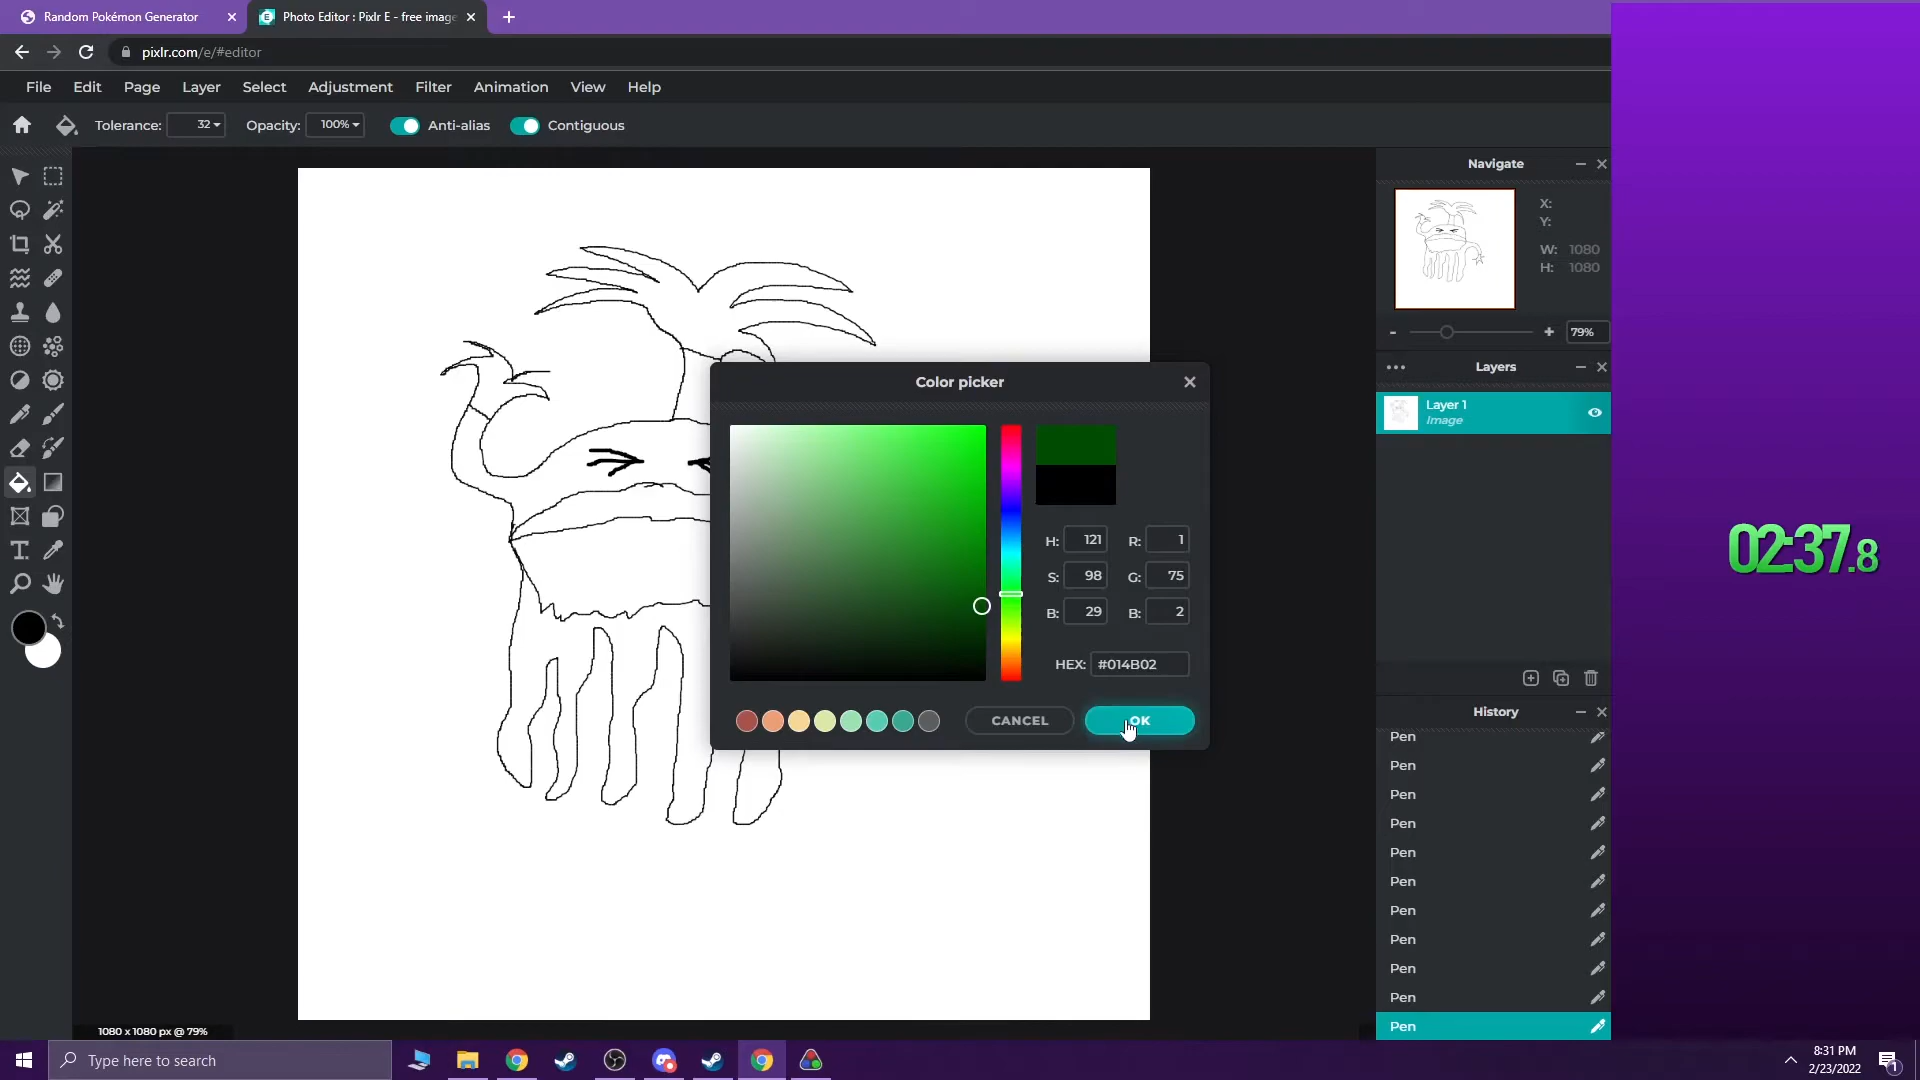 Random Pokémon Generator
Photo Editor : Pixlr E - free image
pixlr.com/e/#editor
File Edit Page Layer Select Adjustment Filter Animation View Help
Tolerance: 32 Opacity: 100% Anti-alias Contiguous
Navigate
X:
Y:
W: 1080
H: 1080
79%
Layers
Layer 1
Image
Color picker
H: 121 R: 1
S: 98 G: 75
B: 29 B: 2
HEX: #014B02
CANCEL OK
02:37.8
History
Pen
Pen
Pen
Pen
Pen
Pen
Pen
Pen
Pen
Pen
Pen
1080 x 1080 px @ 79%
Type here to search
8:31 PM
2/23/2022
1